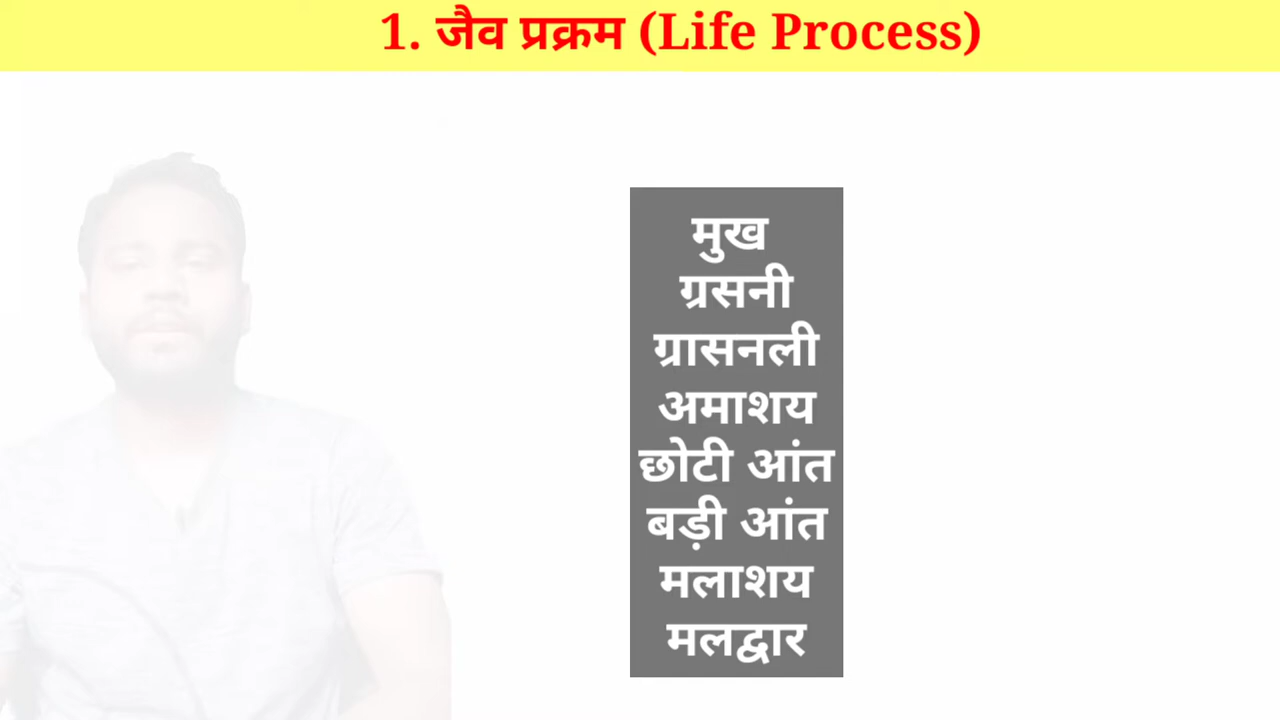 1. जैव प्रक्रम (Life Process)
मुख
ग्रसनी
ग्रासनली
अमाशय
छोटी आंत
बड़ी आंत
मलाशय
मलद्वार